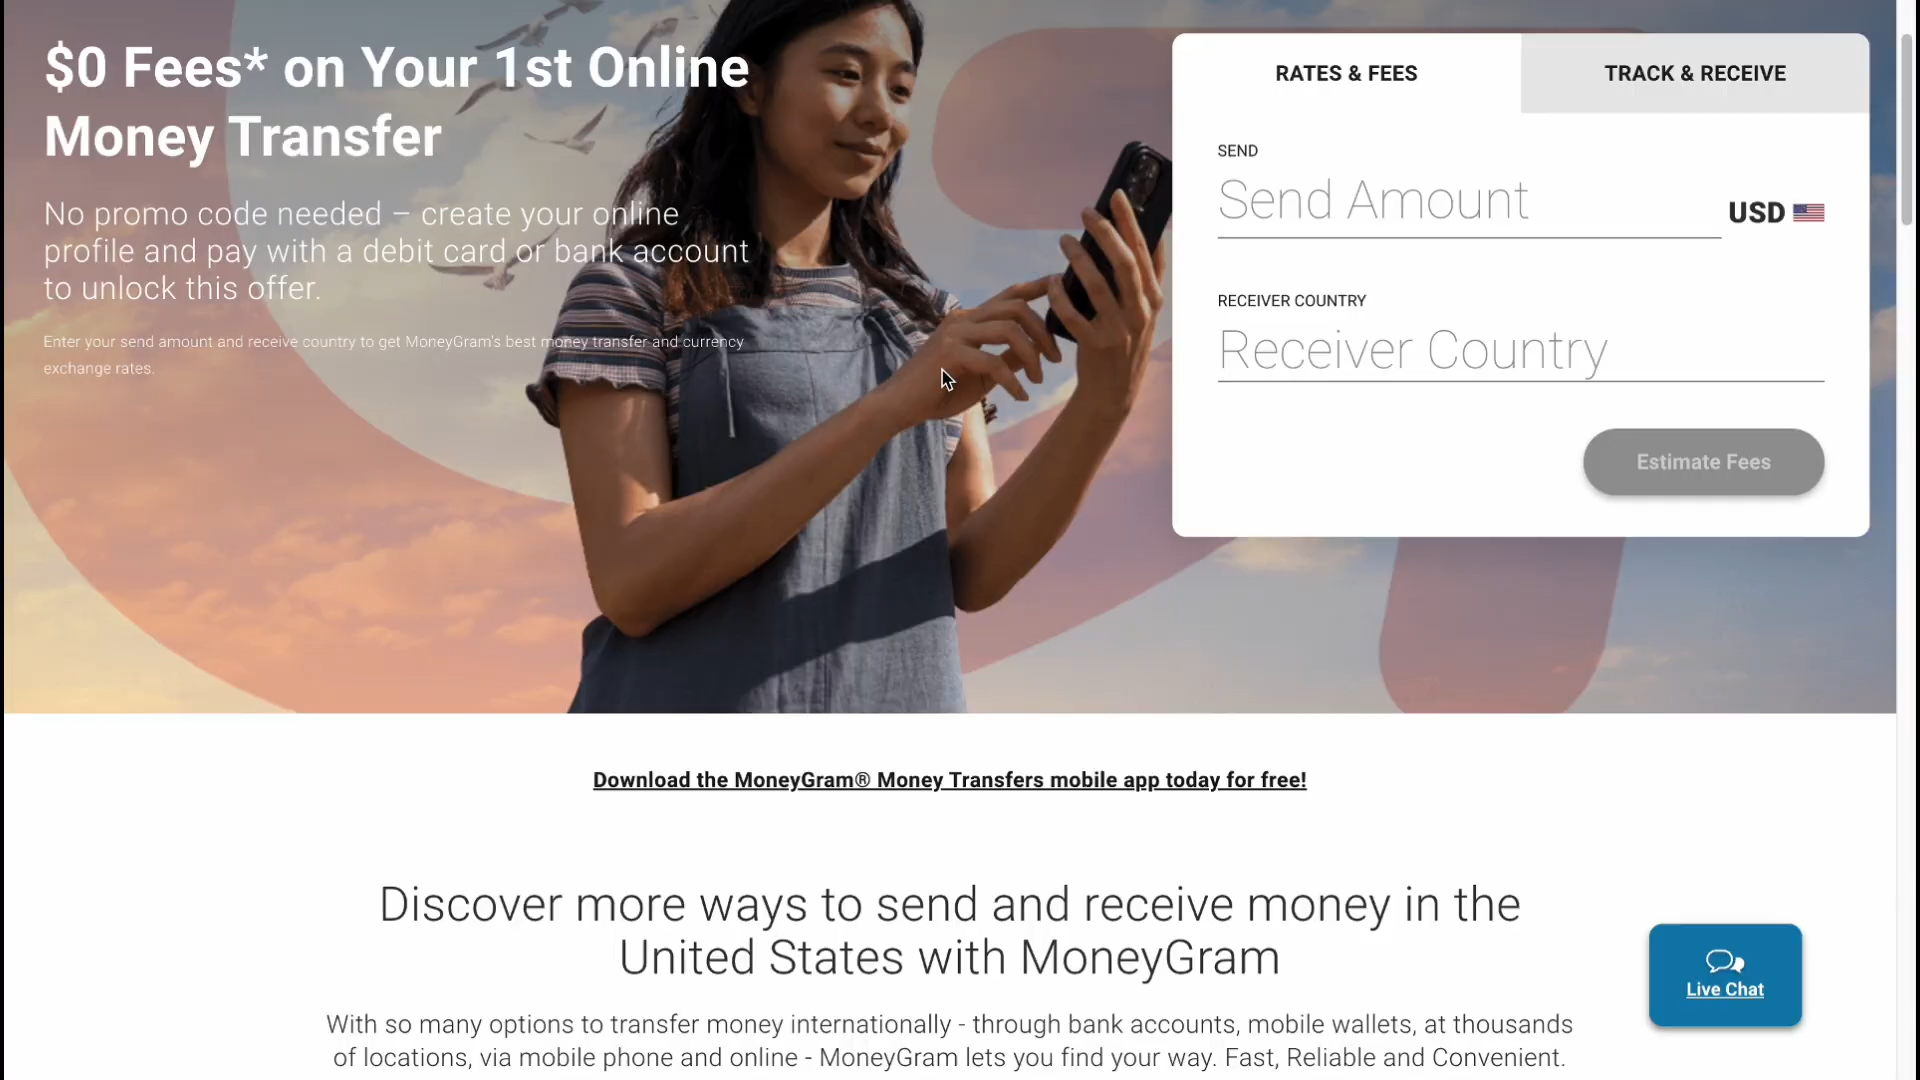 $0 Fees* on Your 1st Online
Money Transfer
No promo code needed – create your online
profile and pay with a debit card or bank account
to unlock this offer.
Enter your send amount and receive country to get MoneyGram's best money transfer and currency
exchange rates.
RATES & FEES
TRACK & RECEIVE
SEND
Send Amount
USD
RECEIVER COUNTRY
Receiver Country
Estimate Fees
Download the MoneyGram® Money Transfers mobile app today for free!
Discover more ways to send and receive money in the
United States with MoneyGram
With so many options to transfer money internationally - through bank accounts, mobile wallets, at thousands
of locations, via mobile phone and online - MoneyGram lets you find your way. Fast, Reliable and Convenient.
Live Chat